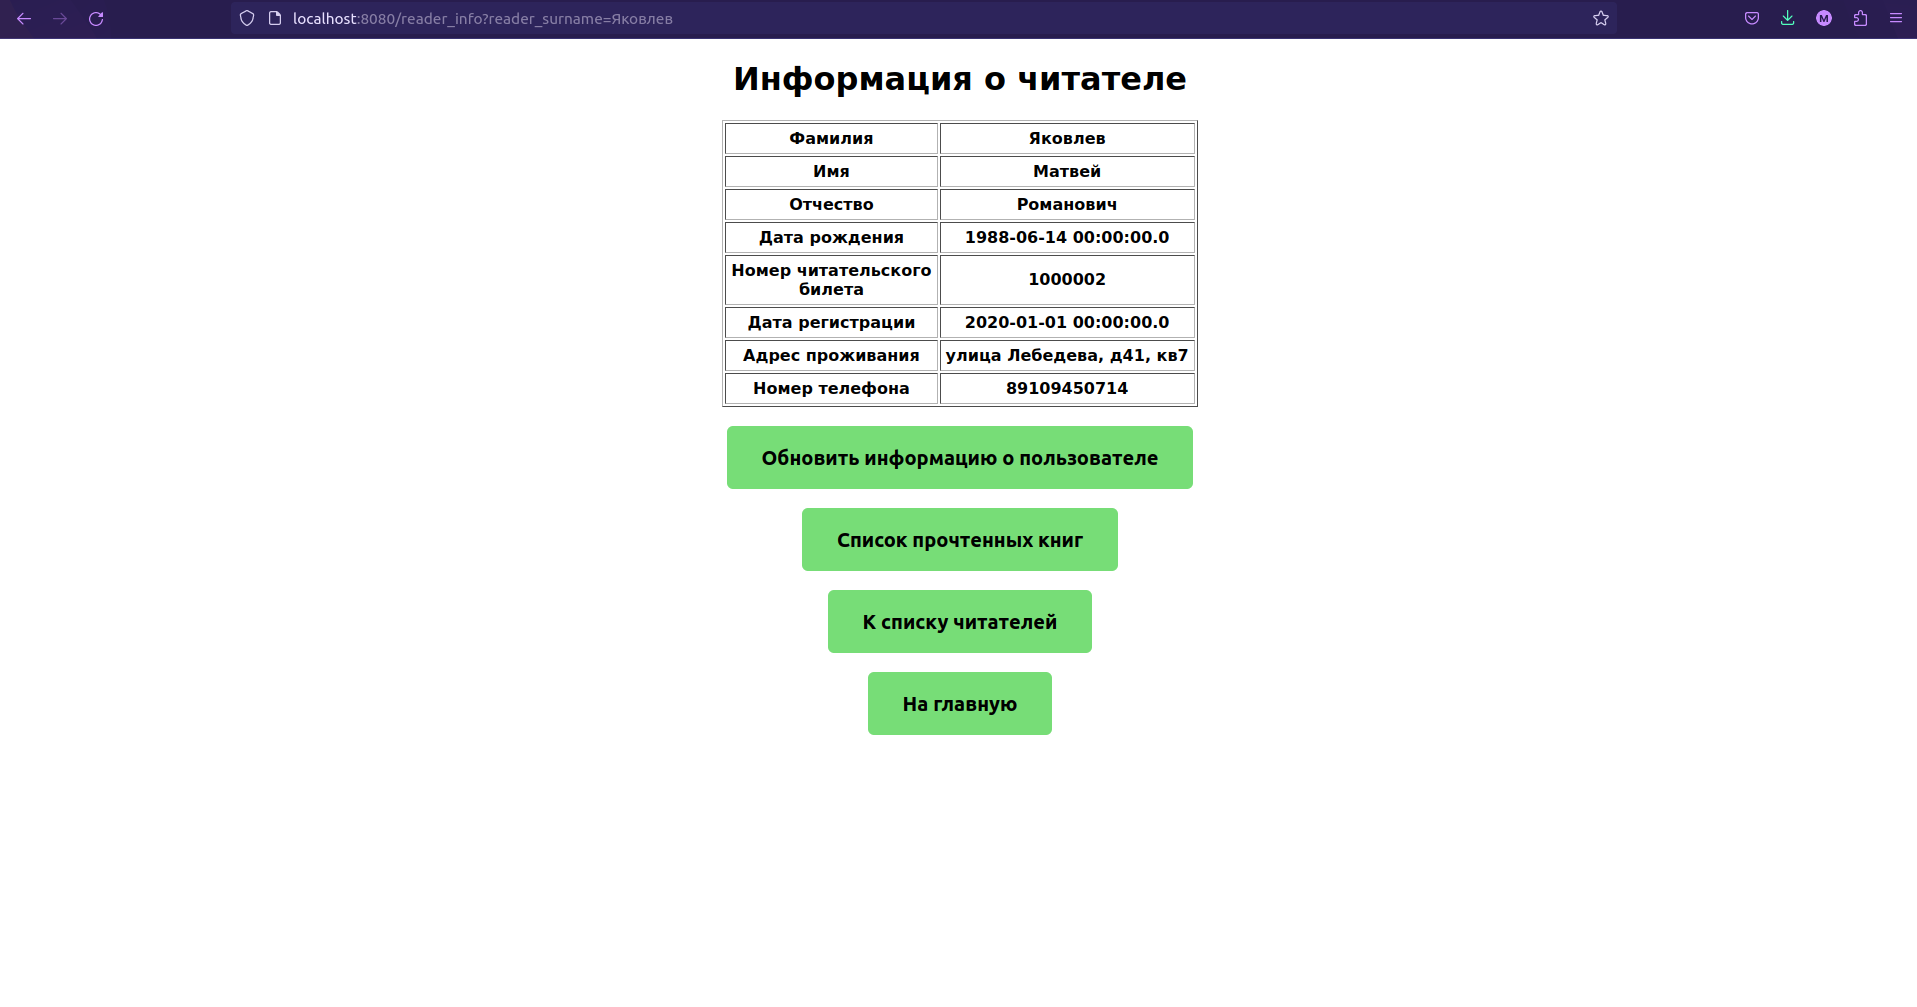 localhost:8080/reader_info?reader_surname=Яковлев
M
Информация о читателе
Фамилия Яковлев
Имя Матвей
Отчество Романович
Дата рождения 1988-06-14 00:00:00.0
Номер читательского
билета 1000002
Дата регистрации 2020-01-01 00:00:00.0
Адрес проживания улица Лебедева, д41, кв7
Номер телефона 89109450714
Обновить информацию о пользователе
Список прочтенных книг
К списку читателей
На главную